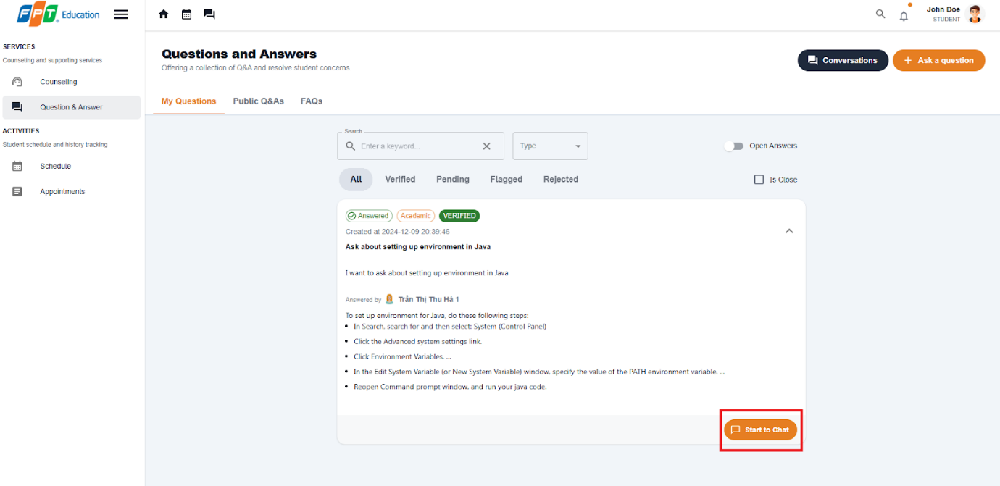 FPT Education
John Doe
STUDENT
SERVICES
Counseling and supporting services
Counseling
Question & Answer
ACTIVITIES
Student schedule and history tracking
Schedule
Appointments
Questions and Answers
Offering a collection of Q&A and resolve student concerns.
Conversations
+ Ask a question
My Questions Public Q&As FAQs
Search
Enter a keyword...
Type
Open Answers
All Verified Pending Flagged Rejected
Is Close
Answered Academic VERIFIED
Created at 2024-12-09 20:39:46
Ask about setting up environment in Java
I want to ask about setting up environment in Java
Answered by Trần Thị Thu Hà 1
To set up environment for Java, do these following steps:
• In Search, search for and then select: System (Control Panel)
• Click the Advanced system settings link.
• Click Environment Variables. ...
• In the Edit System Variable (or New System Variable) window, specify the value of the PATH environment variable. ...
• Reopen Command prompt window, and run your java code.
Start to Chat